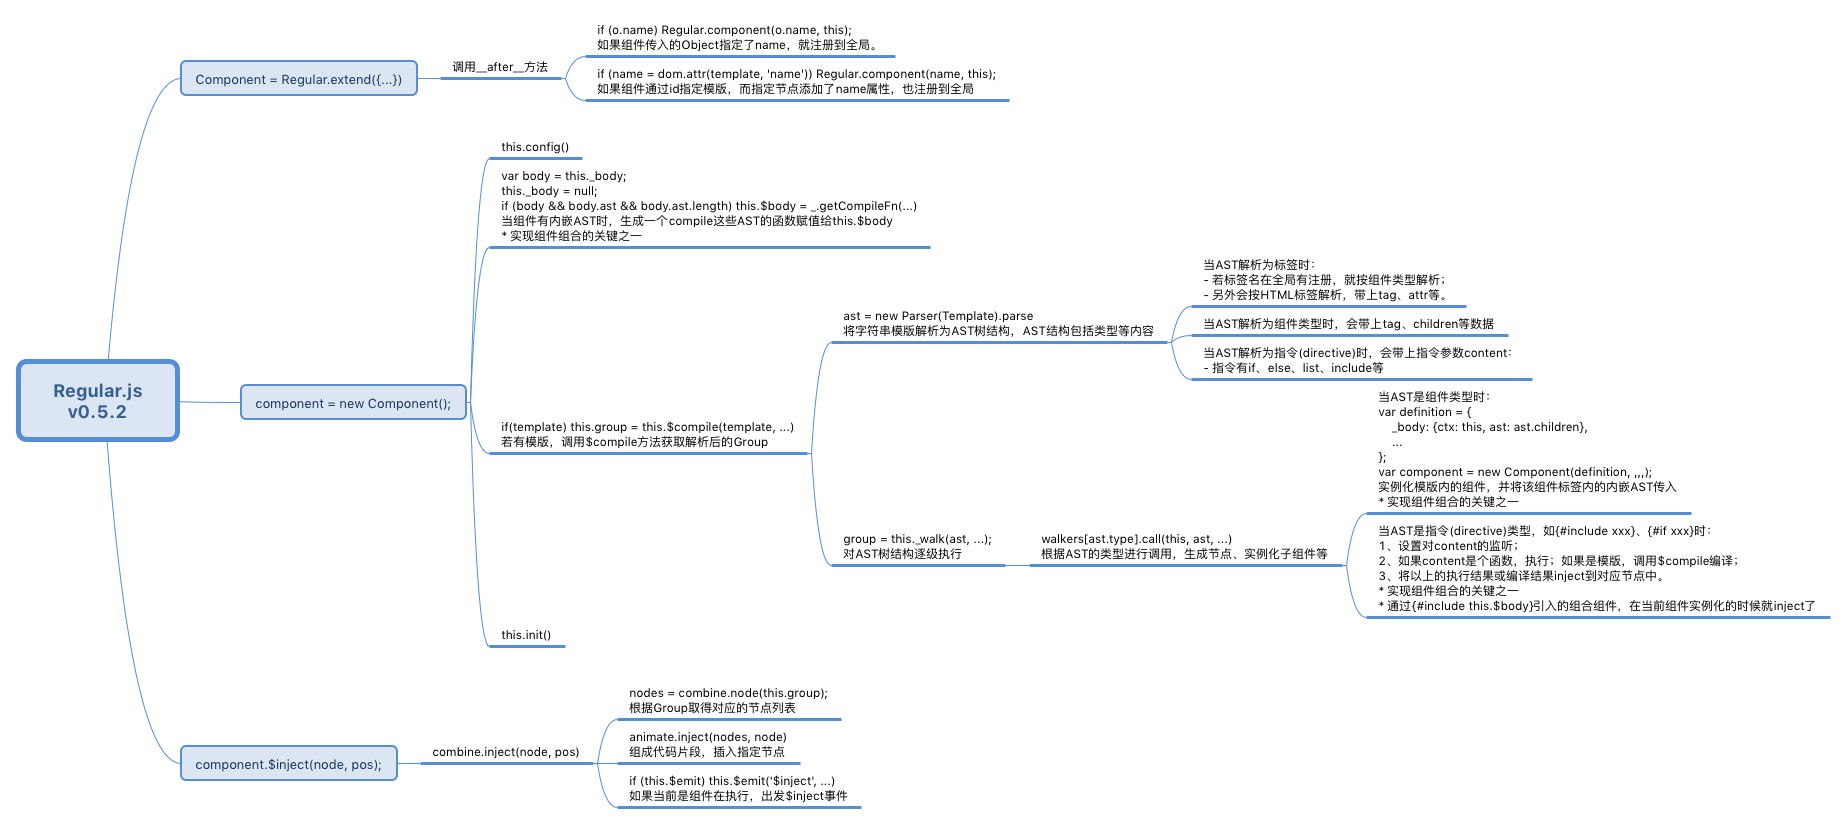 Regular.js
v0.5.2
Component = Regular.extend({...})
调用__after__方法
if (o.name) Regular.component(o.name, this);
如果组件传入的Object指定了name，就注册到全局。
if (name = dom.attr(template, 'name')) Regular.component(name, this);
如果组件通过id指定模版，而指定节点添加了name属性，也注册到全局
component = new Component();
this.config()
var body = this._body;
this._body = null;
if (body && body.ast && body.ast.length) this.$body = _.getCompileFn(...)
当组件有内嵌AST时，生成一个compile这些AST的函数赋值给this.$body
* 实现组件组合的关键之一
if(template) this.group = this.$compile(template, ...)
若有模版，调用$compile方法获取解析后的Group
ast = new Parser(Template).parse
将字符串模版解析为AST树结构，AST结构包括类型等内容
当AST解析为标签时：
- 若标签名在全局有注册，就按组件类型解析；
- 另外会按HTML标签解析，带上tag、attr等。
当AST解析为组件类型时，会带上tag、children等数据
当AST解析为指令(directive)时，会带上指令参数content：
- 指令有if、else、list、include等
group = this._walk(ast, ...);
对AST树结构逐级执行
walkers[ast.type].call(this, ast, ...)
根据AST的类型进行调用，生成节点、实例化子组件等
当AST是组件类型时：
var definition = {
_body: {ctx: this, ast: ast.children},
...
};
var component = new Component(definition, ,,,);
实例化模版内的组件，并将该组件标签内的内嵌AST传入
* 实现组件组合的关键之一
当AST是指令(directive)类型，如{#include xxx}、{#if xxx}时：
1、设置对content的监听；
2、如果content是个函数，执行；如果是模版，调用$compile编译；
3、将以上的执行结果或编译结果inject到对应节点中。
* 实现组件组合的关键之一
* 通过{#include this.$body}引入的组合组件，在当前组件实例化的时候就inject了
this.init()
component.$inject(node, pos);
combine.inject(node, pos)
nodes = combine.node(this.group);
根据Group取得对应的节点列表
animate.inject(nodes, node)
组成代码片段，插入指定节点
if (this.$emit) this.$emit('$inject', ...)
如果当前是组件在执行，出发$inject事件